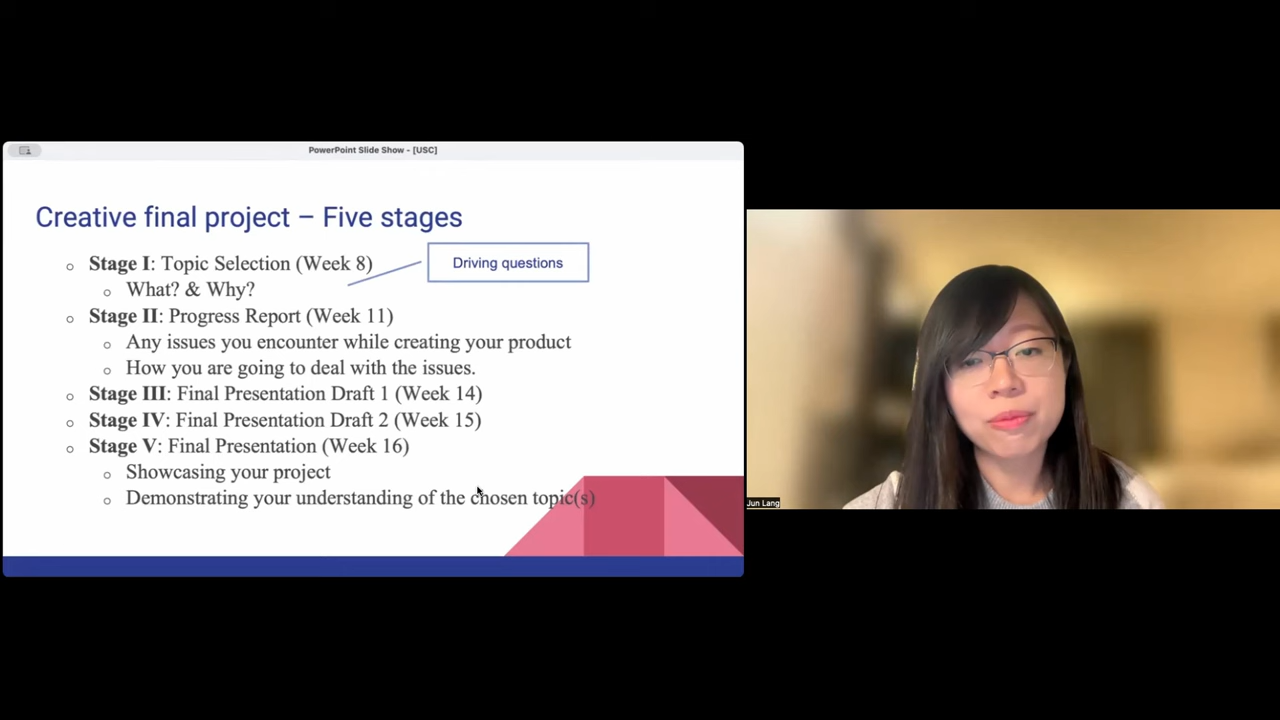 PowerPoint Slide Show - [USC]
Creative final project – Five stages
Stage I: Topic Selection (Week 8)
Driving questions
What? & Why?
Stage II: Progress Report (Week 11)
Any issues you encounter while creating your product
How you are going to deal with the issues.
Stage III: Final Presentation Draft 1 (Week 14)
Stage IV: Final Presentation Draft 2 (Week 15)
Stage V: Final Presentation (Week 16)
Showcasing your project
Demonstrating your understanding of the chosen topic(s)
Jun Lang